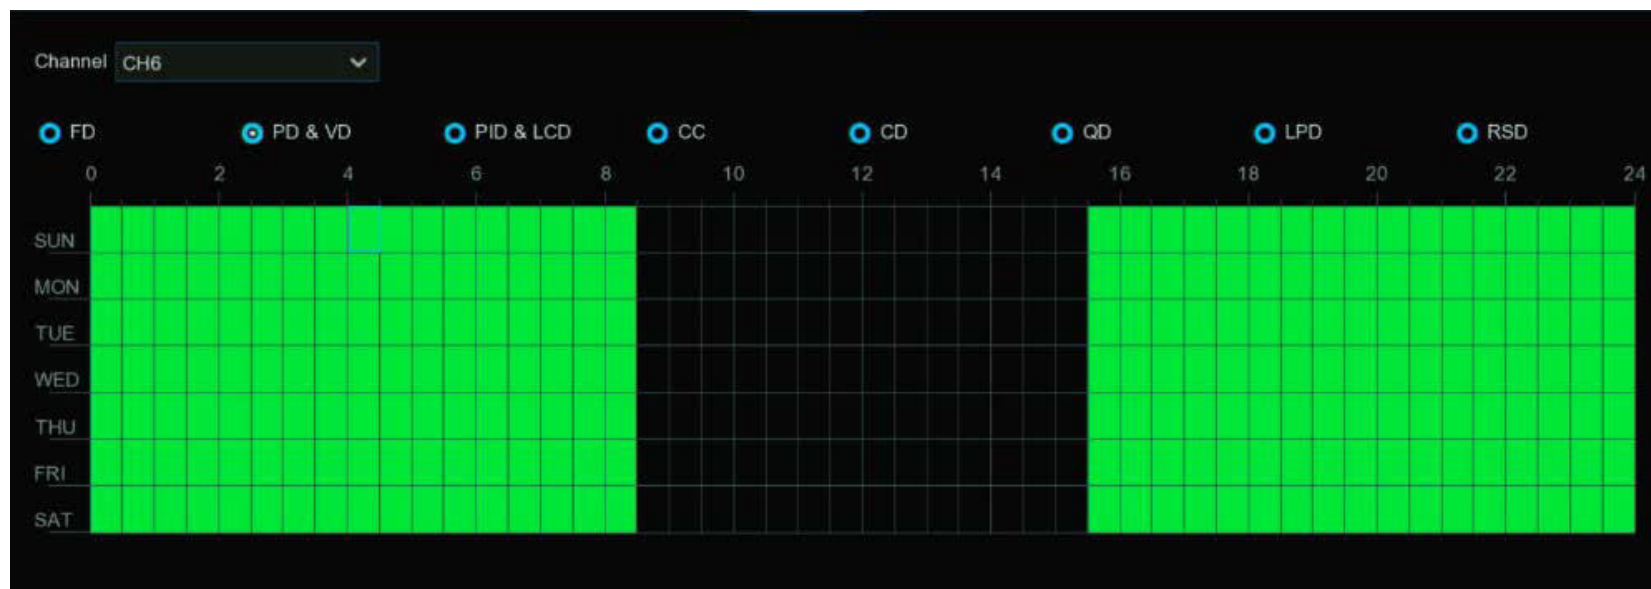 Channel CH6
FD PD & VD PID & LCD CC CD QD LPD RSD
0 2 4 6 8 10 12 14 16 18 20 22 24
SUN
MON
TUE
WED
THU
FRI
SAT